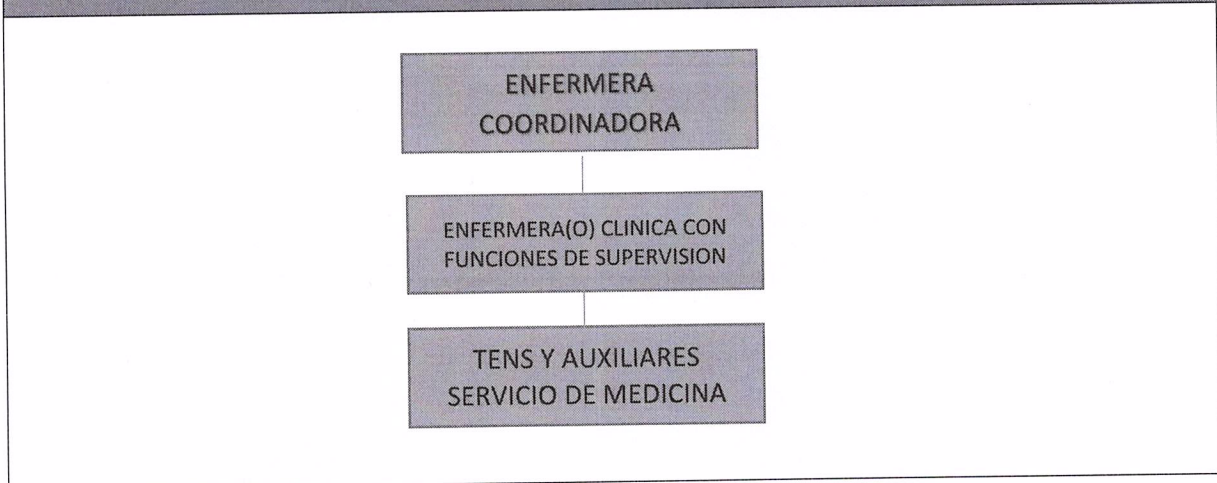 ENFERMERA
COORDINADORA
ENFERMERA(O) CLINICA CON
FUNCIONES DE SUPERVISION
TENS Y AUXILIARES
SERVICIO DE MEDICINA